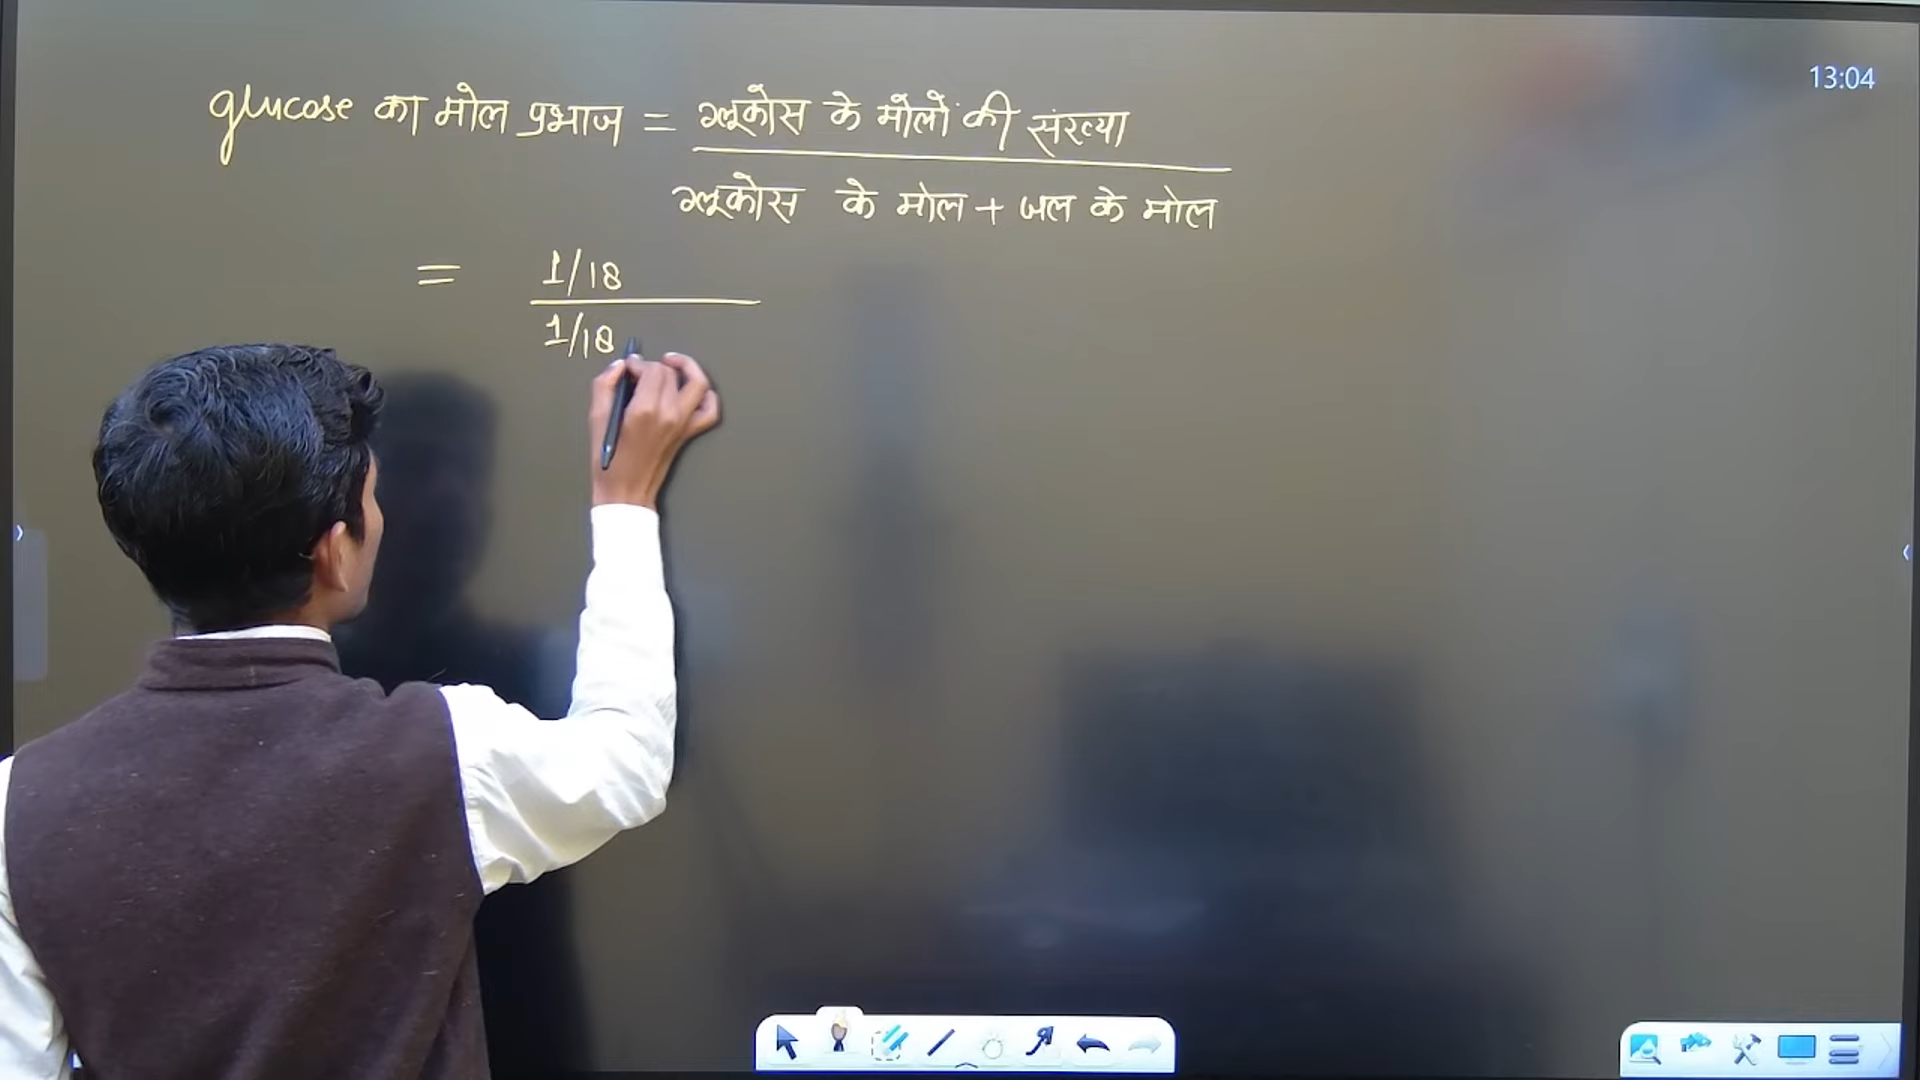 13:04
glucose का मोल प्रभाज = ग्लूकोस के मोलों की संख्या
ग्लूकोस के मोल + जल के मोल
= 1/18
1/18